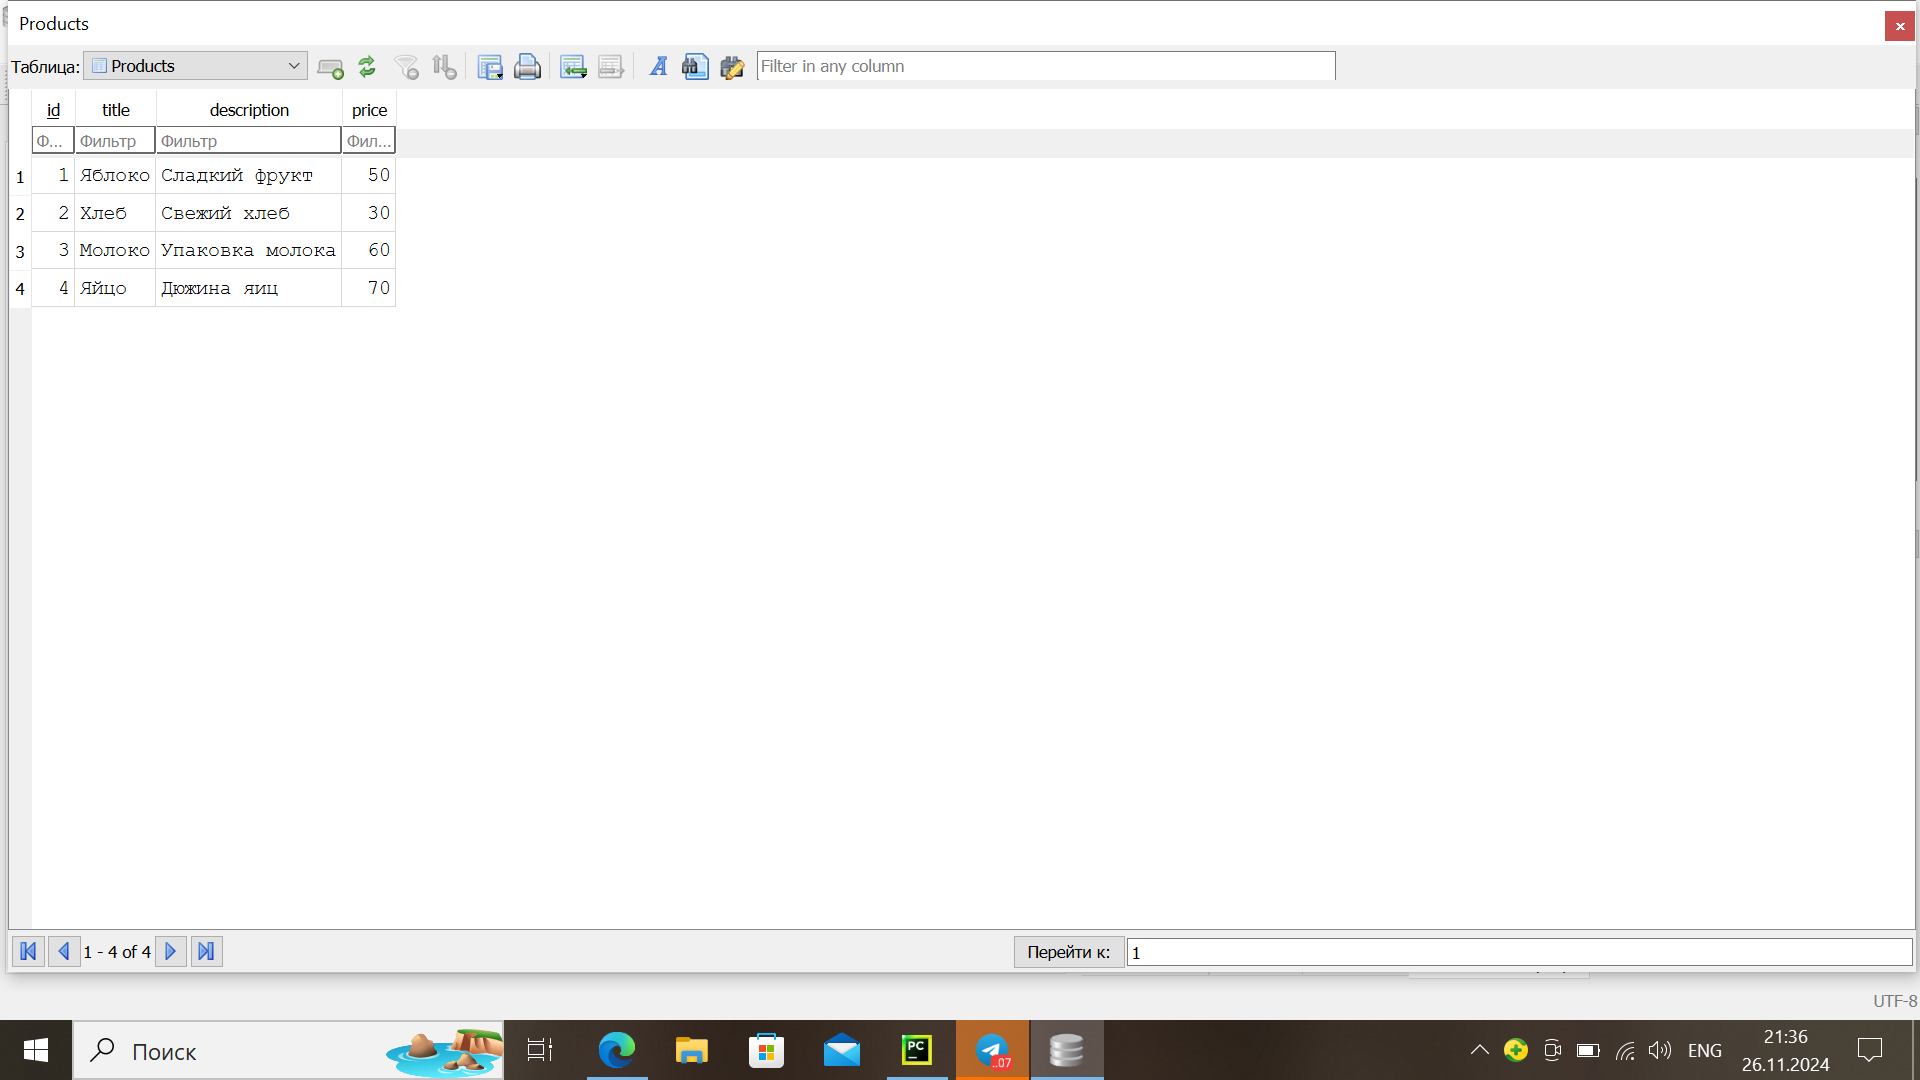 Products
Таблица: Products Filter in any column
id title description price
Ф... Фильтр Фильтр Фил...
1 1 Яблоко Сладкий фрукт 50
2 2 Хлеб Свежий хлеб 30
3 3 Молоко Упаковка молока 60
4 4 Яйцо Дюжина яиц 70
1 - 4 of 4 Перейти к: 1
UTF-8
Поиск PC ..07 ENG 21:36
26.11.2024